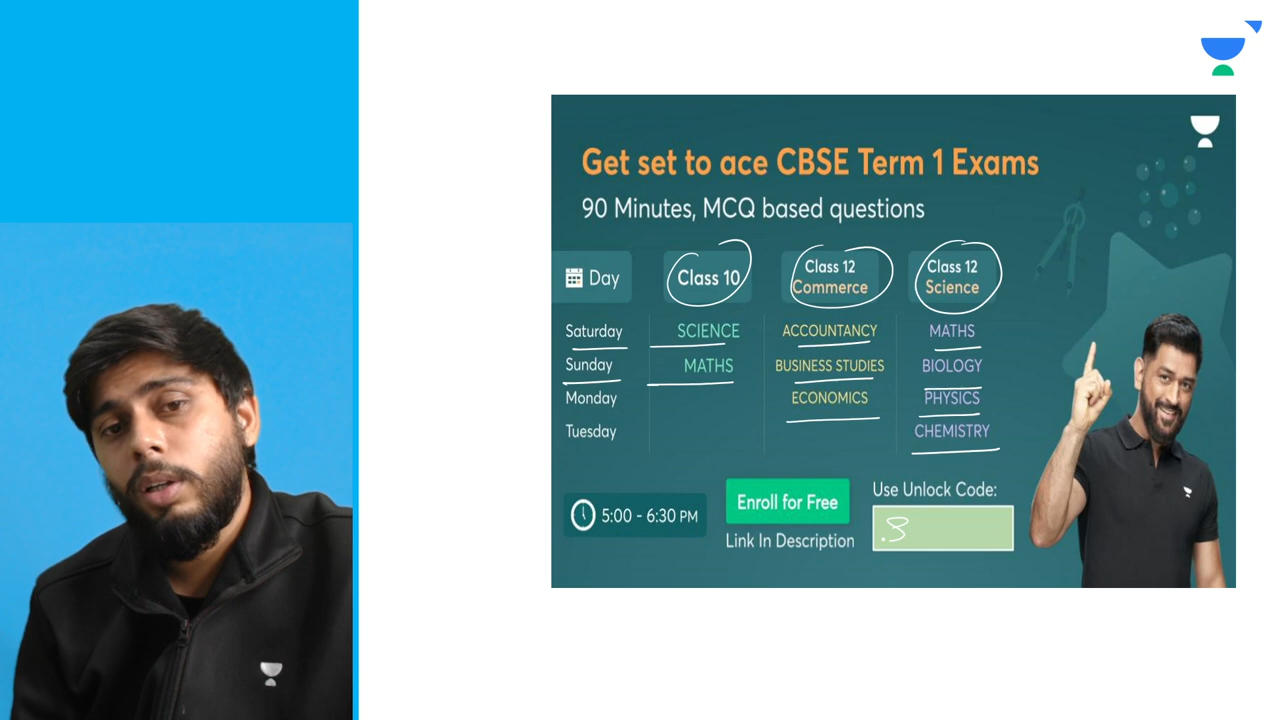 Get set to ace CBSE Term 1 Exams
90 Minutes, MCQ based questions
Day Class 10 Class 12 Commerce Class 12 Science
Saturday SCIENCE ACCOUNTANCY MATHS
Sunday MATHS BUSINESS STUDIES BIOLOGY
Monday ECONOMICS PHYSICS
Tuesday CHEMISTRY
5:00 - 6:30 PM
Enroll for Free
Link In Description
Use Unlock Code: